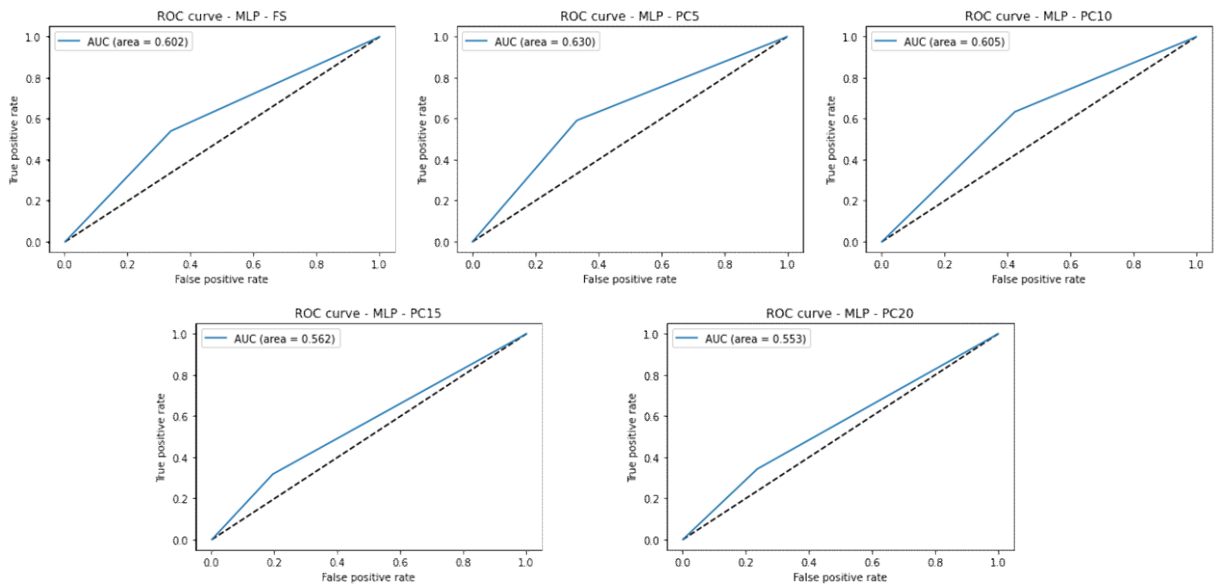 ROC curve - MLP - FS
AUC (area = 0.602)
True positive rate
1.0
0.8
0.6
0.4
0.2
0.0
0.0 0.2 0.4 0.6 0.8 1.0
False positive rate
ROC curve - MLP - PC5
AUC (area = 0.630)
True positive rate
1.0
0.8
0.6
0.4
0.2
0.0
0.0 0.2 0.4 0.6 0.8 1.0
False positive rate
ROC curve - MLP - PC10
AUC (area = 0.605)
True positive rate
1.0
0.8
0.6
0.4
0.2
0.0
0.0 0.2 0.4 0.6 0.8 1.0
False positive rate
ROC curve - MLP - PC15
AUC (area = 0.562)
True positive rate
1.0
0.8
0.6
0.4
0.2
0.0
0.0 0.2 0.4 0.6 0.8 1.0
False positive rate
ROC curve - MLP - PC20
AUC (area = 0.553)
True positive rate
1.0
0.8
0.6
0.4
0.2
0.0
0.0 0.2 0.4 0.6 0.8 1.0
False positive rate